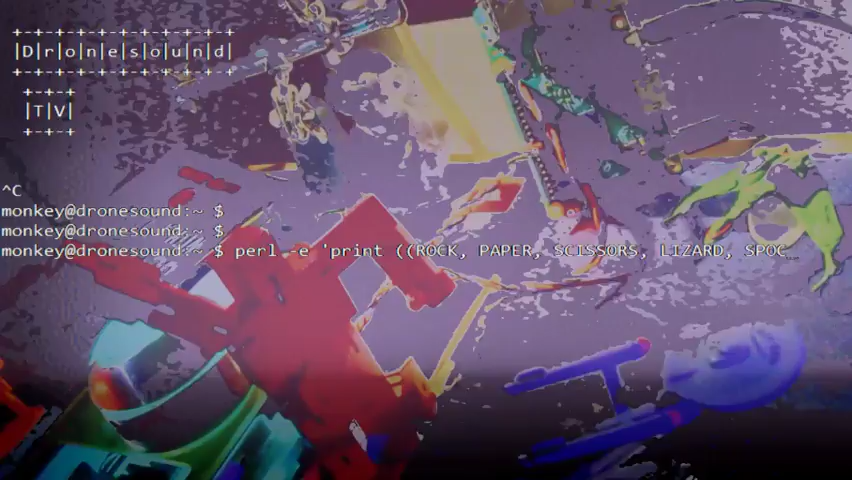 +-+-+-+-+-+-+-+-+-+-+
|D|r|o|n|e|s|o|u|n|d|
+-+-+-+-+-+-+-+-+-+-+
+-+-+
|T|V|
+-+-+
^C
monkey@dronesound:~ $
monkey@dronesound:~ $
monkey@dronesound:~ $ perl -e 'print ((ROCK, PAPER, SCISSORS, LIZARD, SPOC_